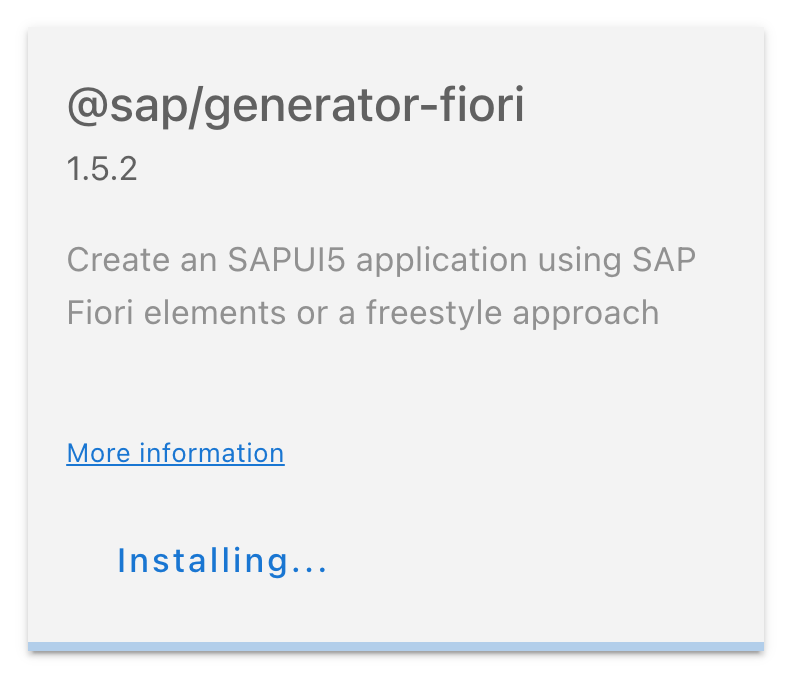 @sap/generator-fiori
1.5.2
Create an SAPUI5 application using SAP
Fiori elements or a freestyle approach
More information
Installing...